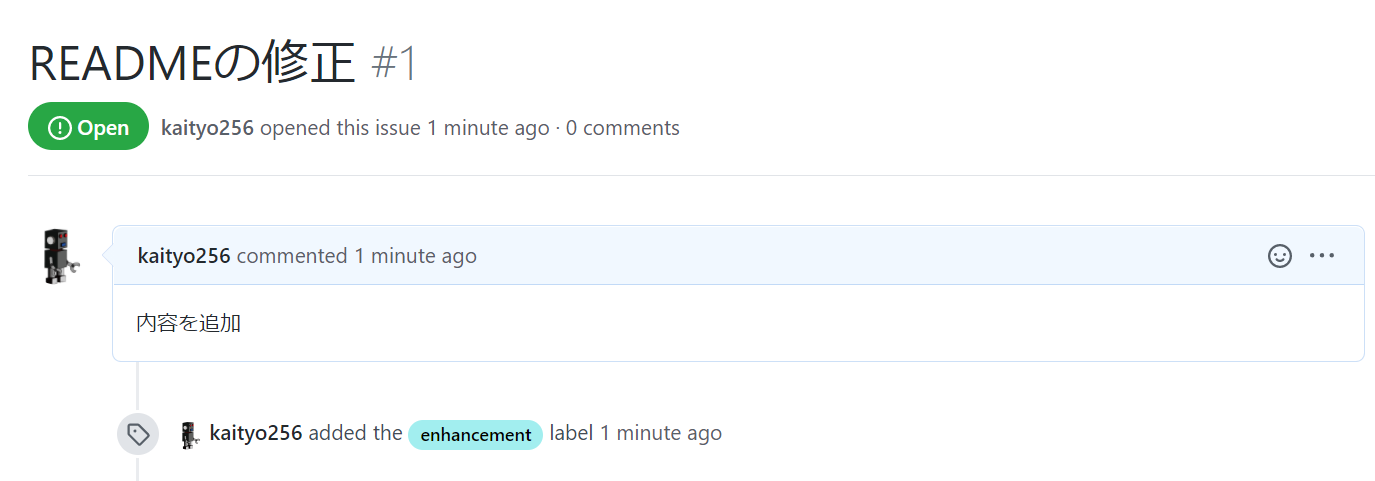 READMEの修正 #1
Open kaityo256 opened this issue 1 minute ago · 0 comments
kaityo256 commented 1 minute ago
内容を追加
kaityo256 added the enhancement label 1 minute ago